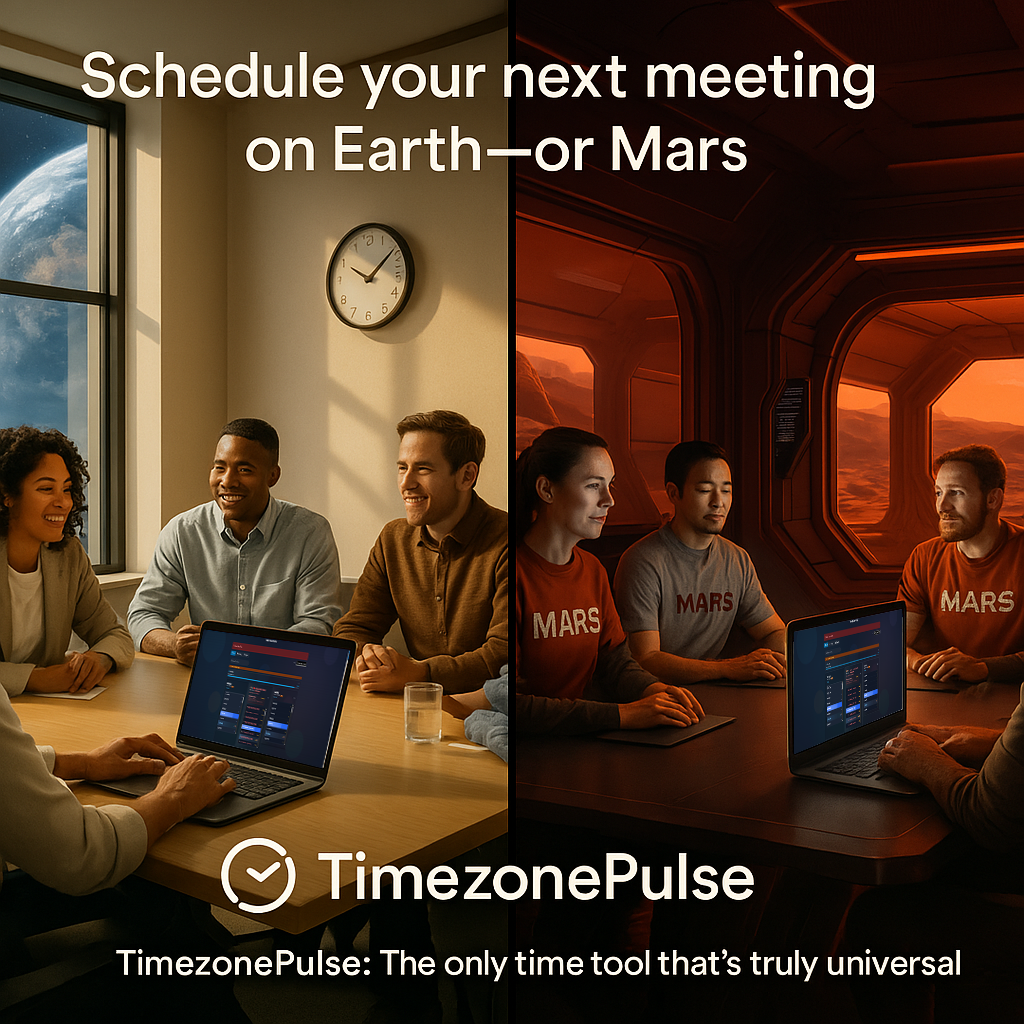 Schedule your next meeting
on Earth—or Mars
MARS
MARS
MARS
TimezonePulse
TimezonePulse: The only time tool that's truly universal